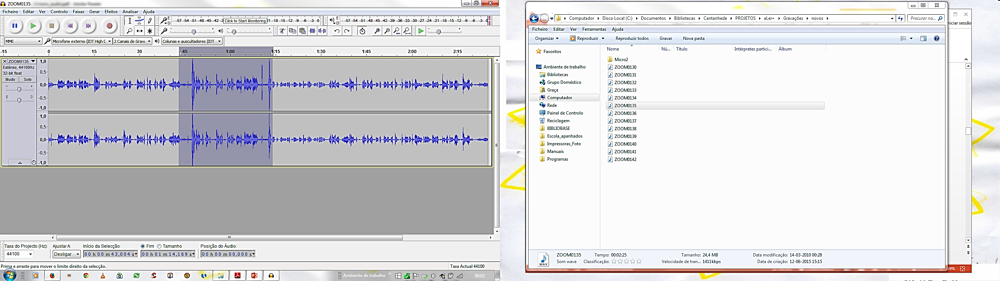 ZOOM0135
Ficheiro Editar Ver Controlo Faixas Gerar Efeitos Analisar Ajuda
E D -57 -54 -51 -48 -45 -42 -3 Click to Start Monitoring 21 -18 -15 -12 -9 -6 -3 0
E D -57 -54 -51 -48 -45 -42 -39 -36 -33 -30 -27 -24 -21 -18 -15 -12 -9 -6 -3 0
MME Microfone externo (IDT High D 2 Canais de Grava Colunas e auscultadores (IDT
-15 0 15 30 45 1:00 1:15 1:30 1:45 2:00 2:15
ZOOM0135
Estéreo, 44100Hz
32-bit float
Mudo Solo
- +
E D
1,0
0,5-
0,0-
-0,5-
-1,0
1,0
0,5-
0,0-
-0,5-
-1,0
Taxa do Projecto (Hz): Ajustar A: Início da Selecção: Fim Tamanho Posição do Áudio:
44100 Desligar 00 h 00 m 43.004 s 00 h 01 m 14.169 s 00 h 00 m 00.000 s
Prima e arraste para mover o limite direito da selecção.
Taxa Actual 44100
Ambiente de trabalho » 00:02
Computador Disco Local (C:) Documentos Bibliotecas Cantanhede PROJETOS aLer+ Gravações novos
Procurar no...
Ficheiro Editar Ver Ferramentas Ajuda
Organizar Reproduzir Reproduzir todos Gravar Nova pasta
Favoritos
Ambiente de trabalho
Bibliotecas
Grupo Doméstico
Graça
Computador
Rede
Painel de Controlo
Reciclagem
BIBLIOBASE
Escola_apanhados
Impressoras_Foto
Manuais
Programas
Nome Nú... Título Intérpretes partici... Álbum
Micro2
ZOOM0130
ZOOM0131
ZOOM0132
ZOOM0133
ZOOM0134
ZOOM0135
ZOOM0136
ZOOM0137
ZOOM0138
ZOOM0139
ZOOM0140
ZOOM0141
ZOOM0142
WAV
ZOOM0135 Tempo: 00:02:25 Tamanho: 24,4 MB Data modificação: 14-03-2010 00:28
Som wave Classificação: Velocidade de tran... 1411kbps Data de criação: 12-06-2015 15:15
niciar sessão
59%